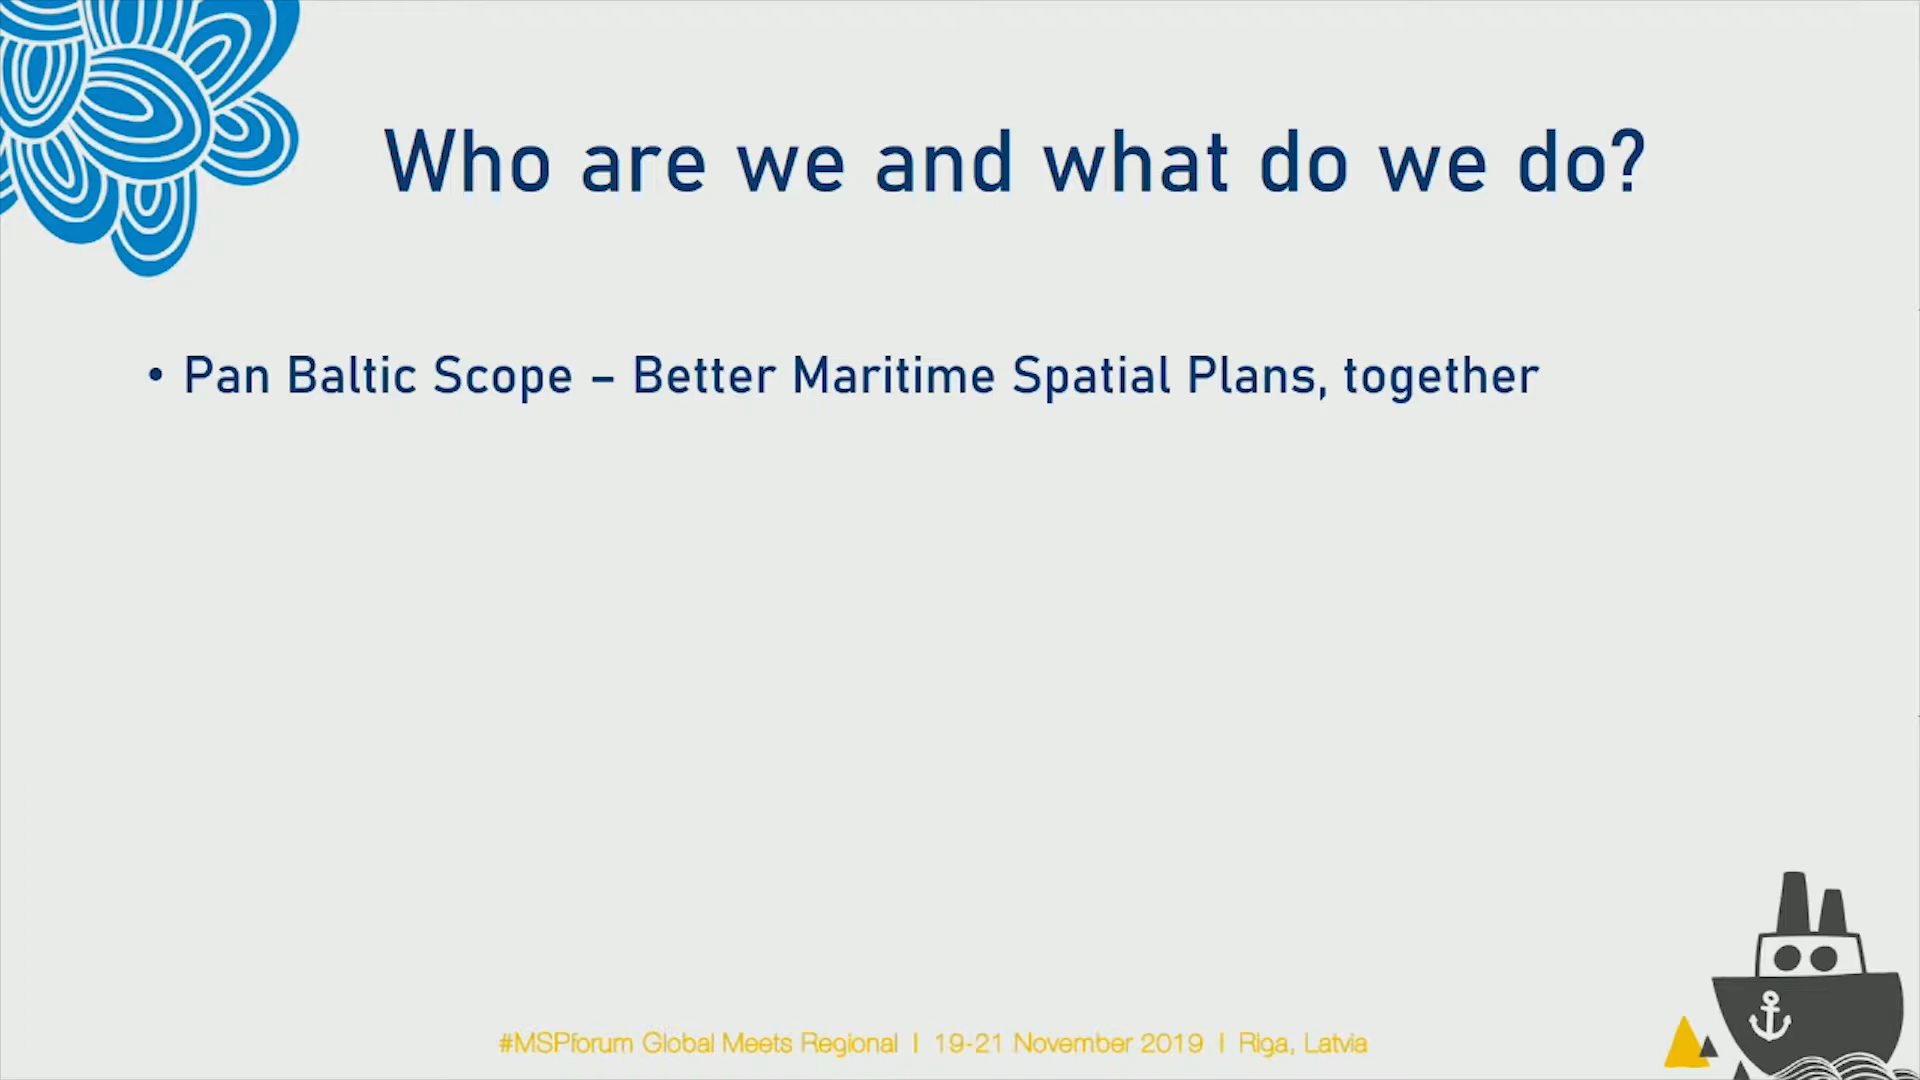 Who are we and what do we do?
• Pan Baltic Scope – Better Maritime Spatial Plans, together
#MSPforum Global Meets Regional I 19-21 November 2019 I Riga, Latvia